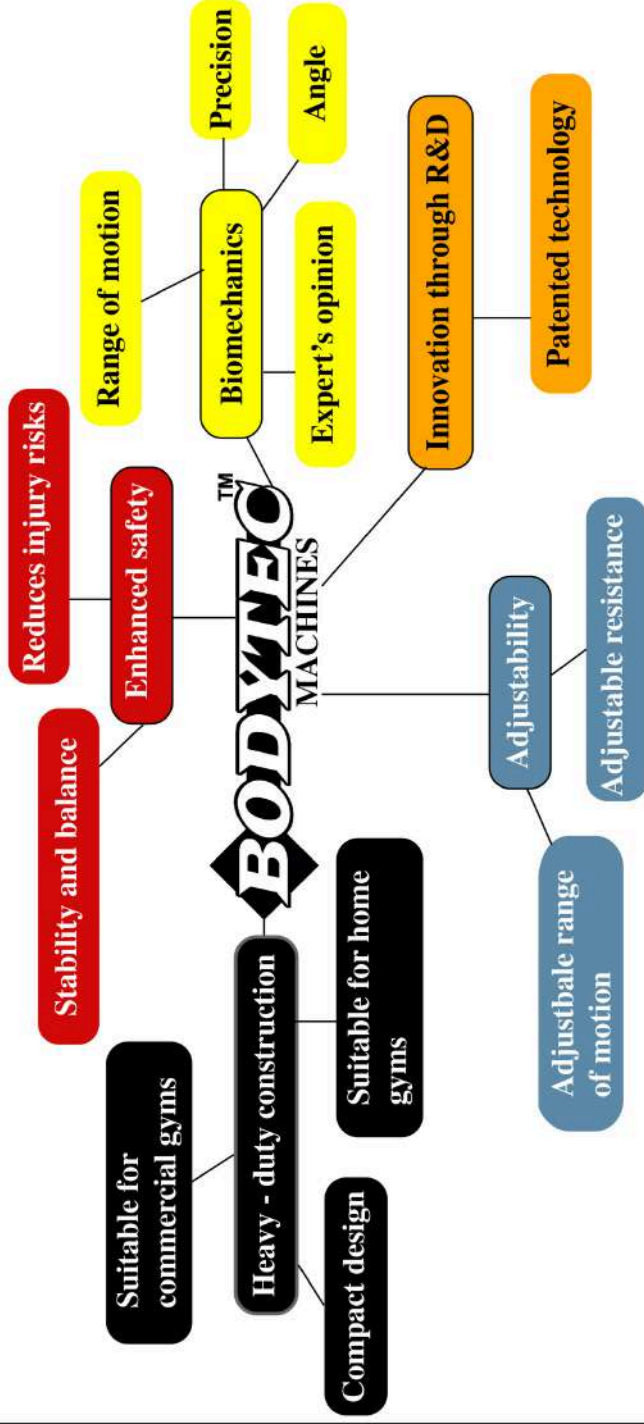 Stability and balance
Reduces injury risks
Enhanced safety
Range of motion
Precision
Biomechanics
Angle
Expert's opinion
Suitable for
commercial gyms
Heavy - duty construction
Compact design
Suitable for home
gyms
BODYTEC™
MACHINES
Innovation through R&D
Patented technology
Adjustability
Adjustbale range
of motion
Adjustable resistance